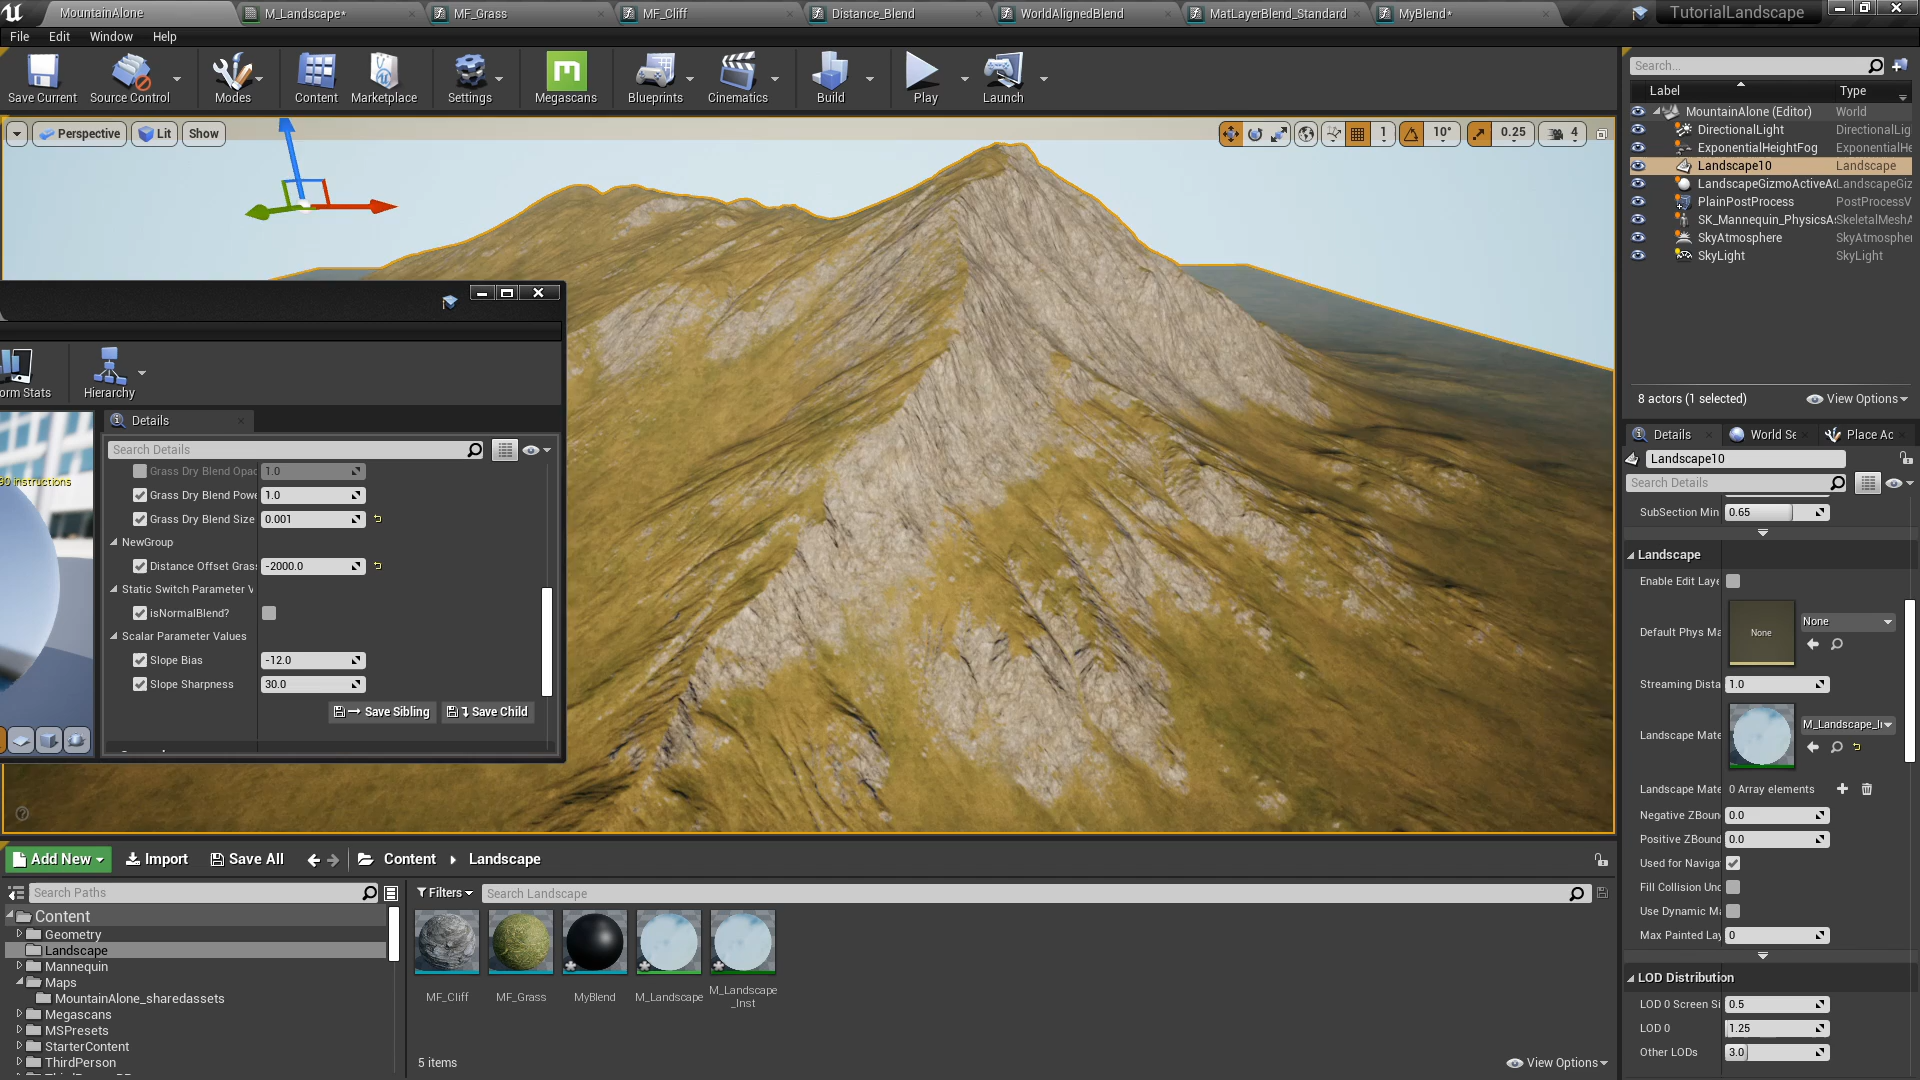 MountainAlone
M_Landscape*
MF_Grass
MF_Cliff
Distance_Blend
WorldAlignedBlend
MatLayerBlend_Standard
MyBlend*
TutorialLandscape
File Edit Window Help
Save Current
Source Control
Modes
Content
Marketplace
Settings
Megascans
Blueprints
Cinematics
Build
Play
Launch
Perspective
Lit
Show
1
10°
0.25
4
Search...
Label Type
MountainAlone (Editor) World
DirectionalLight DirectionalLig
ExponentialHeightFog ExponentialHe
Landscape10 Landscape
LandscapeGizmoActiveAc LandscapeGiz
PlainPostProcess PostProcessV
SK_Mannequin_PhysicsAs SkeletalMeshA
SkyAtmosphere SkyAtmospher
SkyLight SkyLight
8 actors (1 selected) View Options
orm Stats
Hierarchy
Details
Search Details
Grass Dry Blend Opac 1.0
Grass Dry Blend Powe 1.0
Grass Dry Blend Size 0.001
NewGroup
Distance Offset Gras -2000.0
Static Switch Parameter V
isNormalBlend?
Scalar Parameter Values
Slope Bias -12.0
Slope Sharpness 30.0
Save Sibling
Save Child
90 instructions
Details
World Se
Place Ac
Landscape10
Search Details
SubSection Min 0.65
Landscape
Enable Edit Laye
Default Phys Ma None None
Streaming Dista 1.0
Landscape Mate M_Landscape_I
Landscape Mate 0 Array elements
Negative ZBoun 0.0
Positive ZBound 0.0
Used for Naviga
Fill Collision Und
Use Dynamic Ma
Max Painted Lay 0
LOD Distribution
LOD 0 Screen Si 0.5
LOD 0 1.25
Other LODs 3.0
Add New
Import
Save All
Content
Landscape
Search Paths
Filters
Search Landscape
Content
Geometry
Landscape
Mannequin
Maps
MountainAlone_sharedassets
Megascans
MSPresets
StarterContent
ThirdPerson
MF_Cliff
MF_Grass
MyBlend
M_Landscape
M_Landscape
_Inst
5 items
View Options